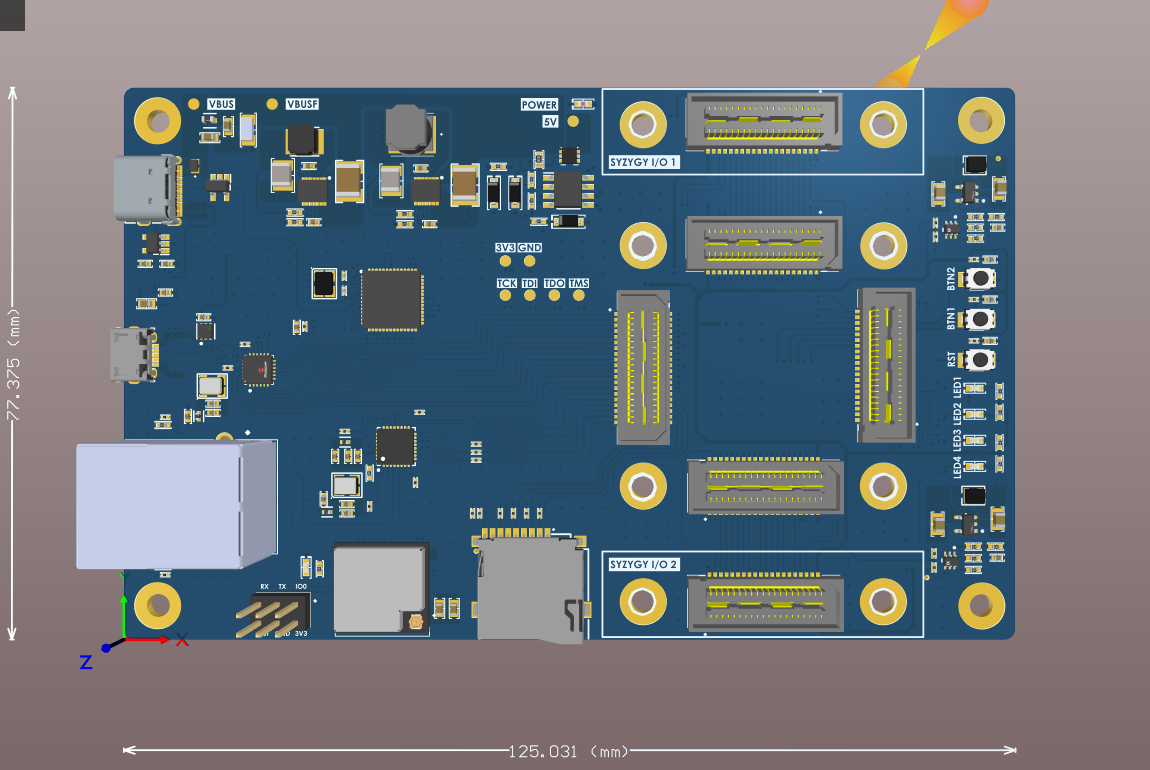 VBUS
VBUSF
POWER
5V
SYZYGY I/O 1
3V3 GND
TCK TDI TDO TMS
BTN2
BTN1
RST
LED1
LED2
LED3
LED4
SYZYGY I/O 2
RX TX IO0
3V3
Y
X
Z
77.375 (mm)
125.031 (mm)